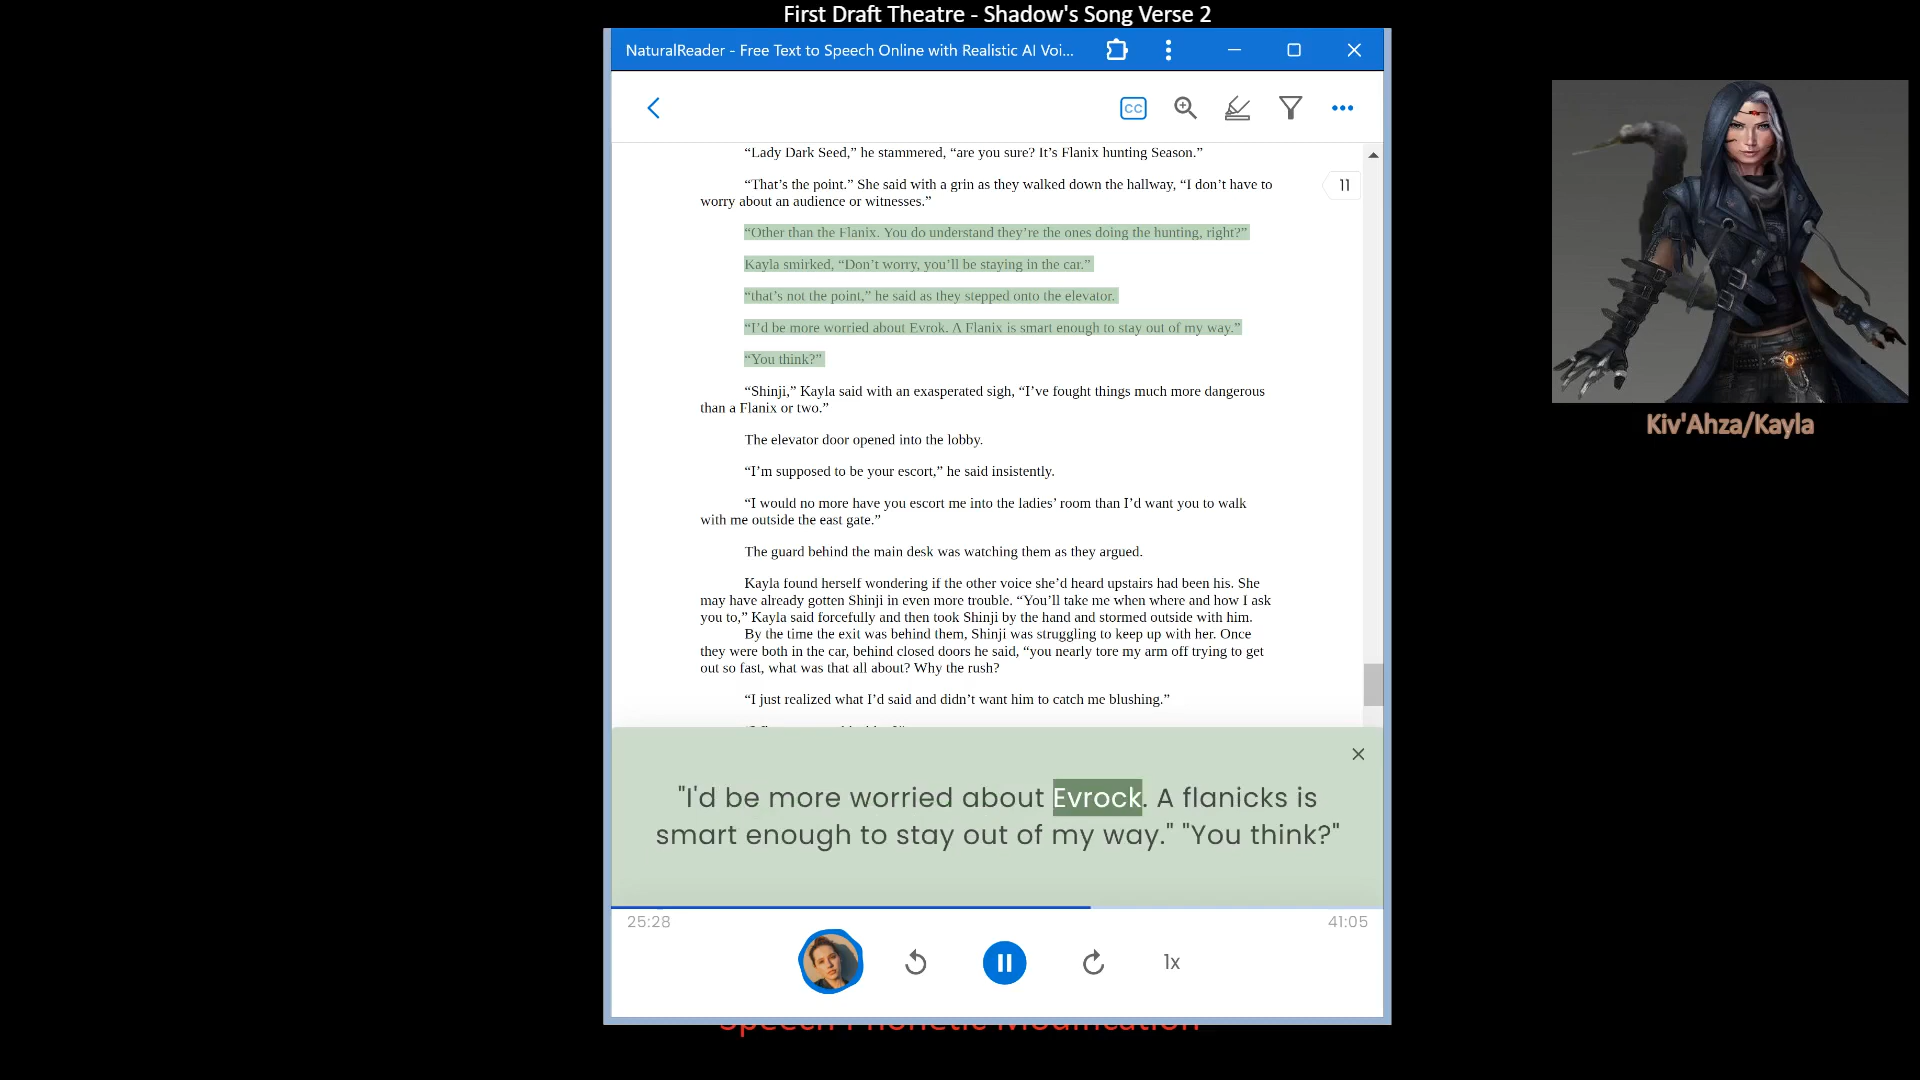 First Draft Theatre - Shadow's Song Verse 2
NaturalReader - Free Text to Speech Online with Realistic AI Voi...
CC
“Lady Dark Seed,” he stammered, “are you sure? It’s Flanix hunting Season.”
“That’s the point.” She said with a grin as they walked down the hallway, “I don’t have to
worry about an audience or witnesses.”
11
“Other than the Flanix. You do understand they’re the ones doing the hunting, right?”
Kayla smirked, “Don’t worry, you’ll be staying in the car.”
“that’s not the point,” he said as they stepped onto the elevator.
“I’d be more worried about Evrok. A Flanix is smart enough to stay out of my way.”
“You think?”
“Shinji,” Kayla said with an exasperated sigh, “I’ve fought things much more dangerous
than a Flanix or two.”
The elevator door opened into the lobby.
“I’m supposed to be your escort,” he said insistently.
“I would no more have you escort me into the ladies’ room than I’d want you to walk
with me outside the east gate.”
The guard behind the main desk was watching them as they argued.
Kayla found herself wondering if the other voice she’d heard upstairs had been his. She
may have already gotten Shinji in even more trouble. “You’ll take me when where and how I ask
you to,” Kayla said forcefully and then took Shinji by the hand and stormed outside with him.
By the time the exit was behind them, Shinji was struggling to keep up with her. Once
they were both in the car, behind closed doors he said, “you nearly tore my arm off trying to get
out so fast, what was that all about? Why the rush?
“I just realized what I’d said and didn’t want him to catch me blushing.”
"I'd be more worried about Evrock. A flanicks is
smart enough to stay out of my way." "You think?"
25:28
41:05
1x
Speech Phonetic Modification
Kiv'Ahza/Kayla